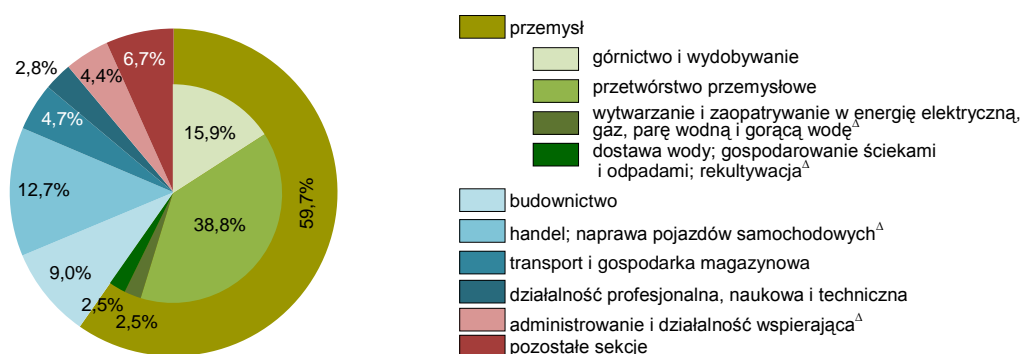 6,7%
4,4%
2,8%
4,7%
15,9%
12,7%
59,7%
38,8%
9,0%
2,5%
2,5%
przemysł
górnictwo i wydobywanie
przetwórstwo przemysłowe
wytwarzanie i zaopatrywanie w energię elektryczną,
gaz, parę wodną i gorącą wodę^Δ
dostawa wody; gospodarowanie ściekami
i odpadami; rekultywacja^Δ
budownictwo
handel; naprawa pojazdów samochodowych^Δ
transport i gospodarka magazynowa
działalność profesjonalna, naukowa i techniczna
administrowanie i działalność wspierająca^Δ
pozostałe sekcje